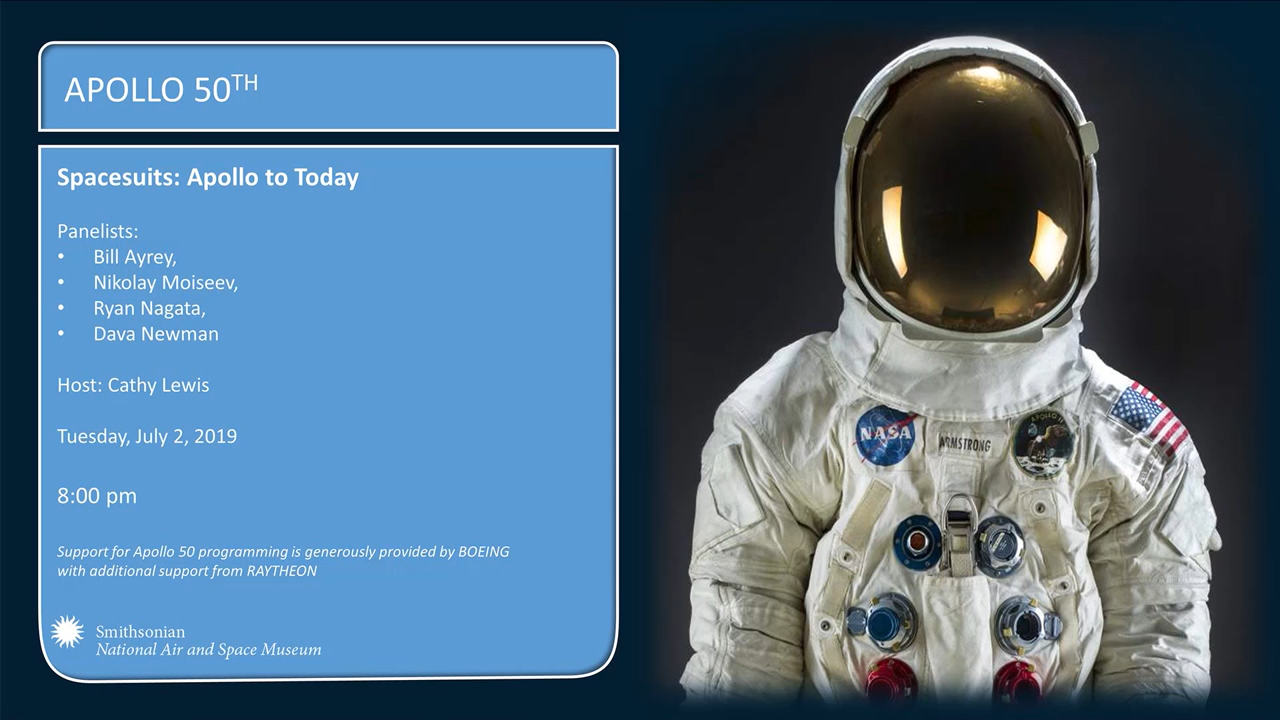 APOLLO 50TH
Spacesuits: Apollo to Today
Panelists:
• Bill Ayrey,
• Nikolay Moiseev,
• Ryan Nagata,
• Dava Newman
Host: Cathy Lewis
Tuesday, July 2, 2019
8:00 pm
Support for Apollo 50 programming is generously provided by BOEING
with additional support from RAYTHEON
Smithsonian
National Air and Space Museum
NASA
ARMSTRONG
APOLLO 11